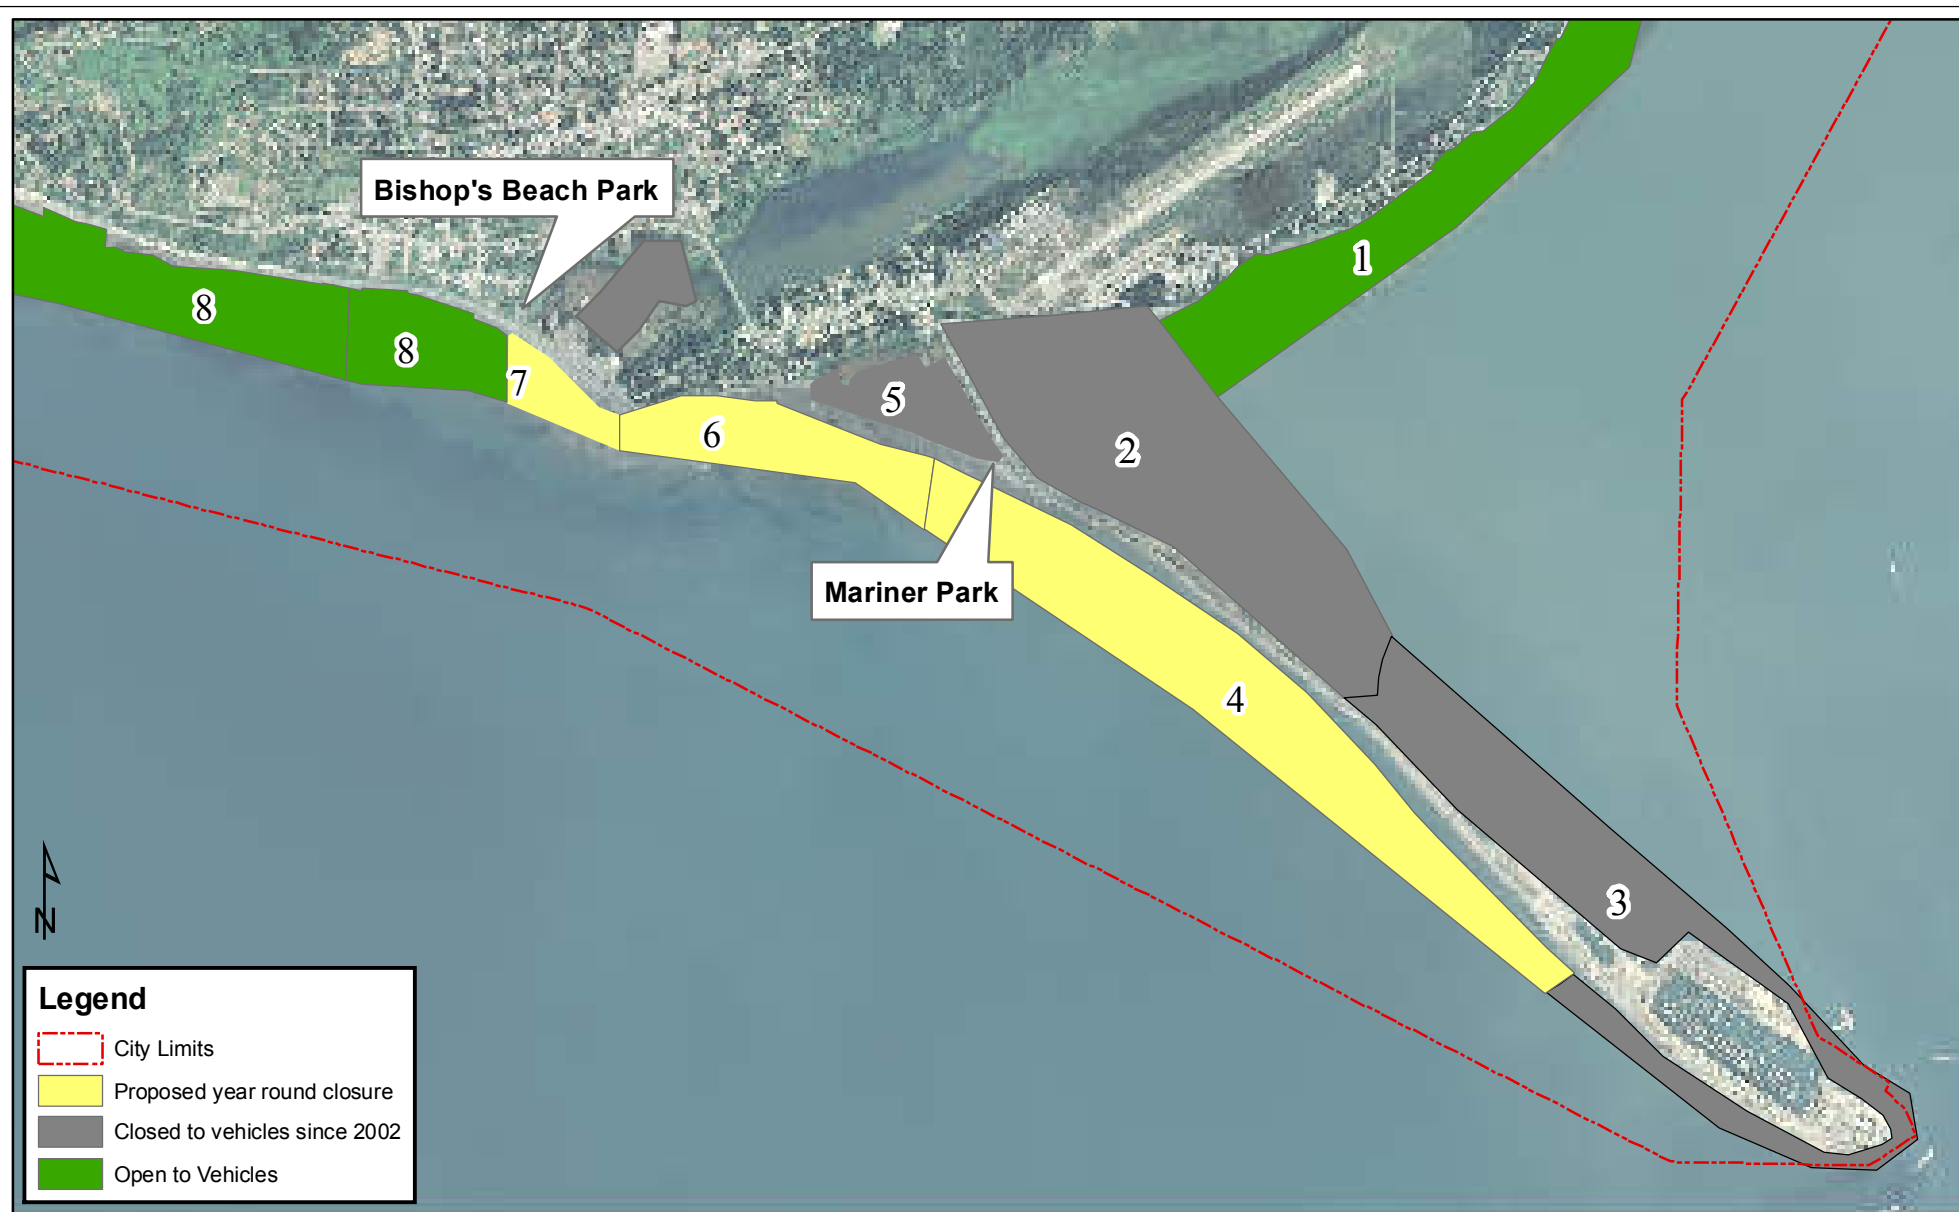 Bishop's Beach Park
1
8
8
7
5
6
2
Mariner Park
4
3
N
Legend
City Limits
Proposed year round closure
Closed to vehicles since 2002
Open to Vehicles